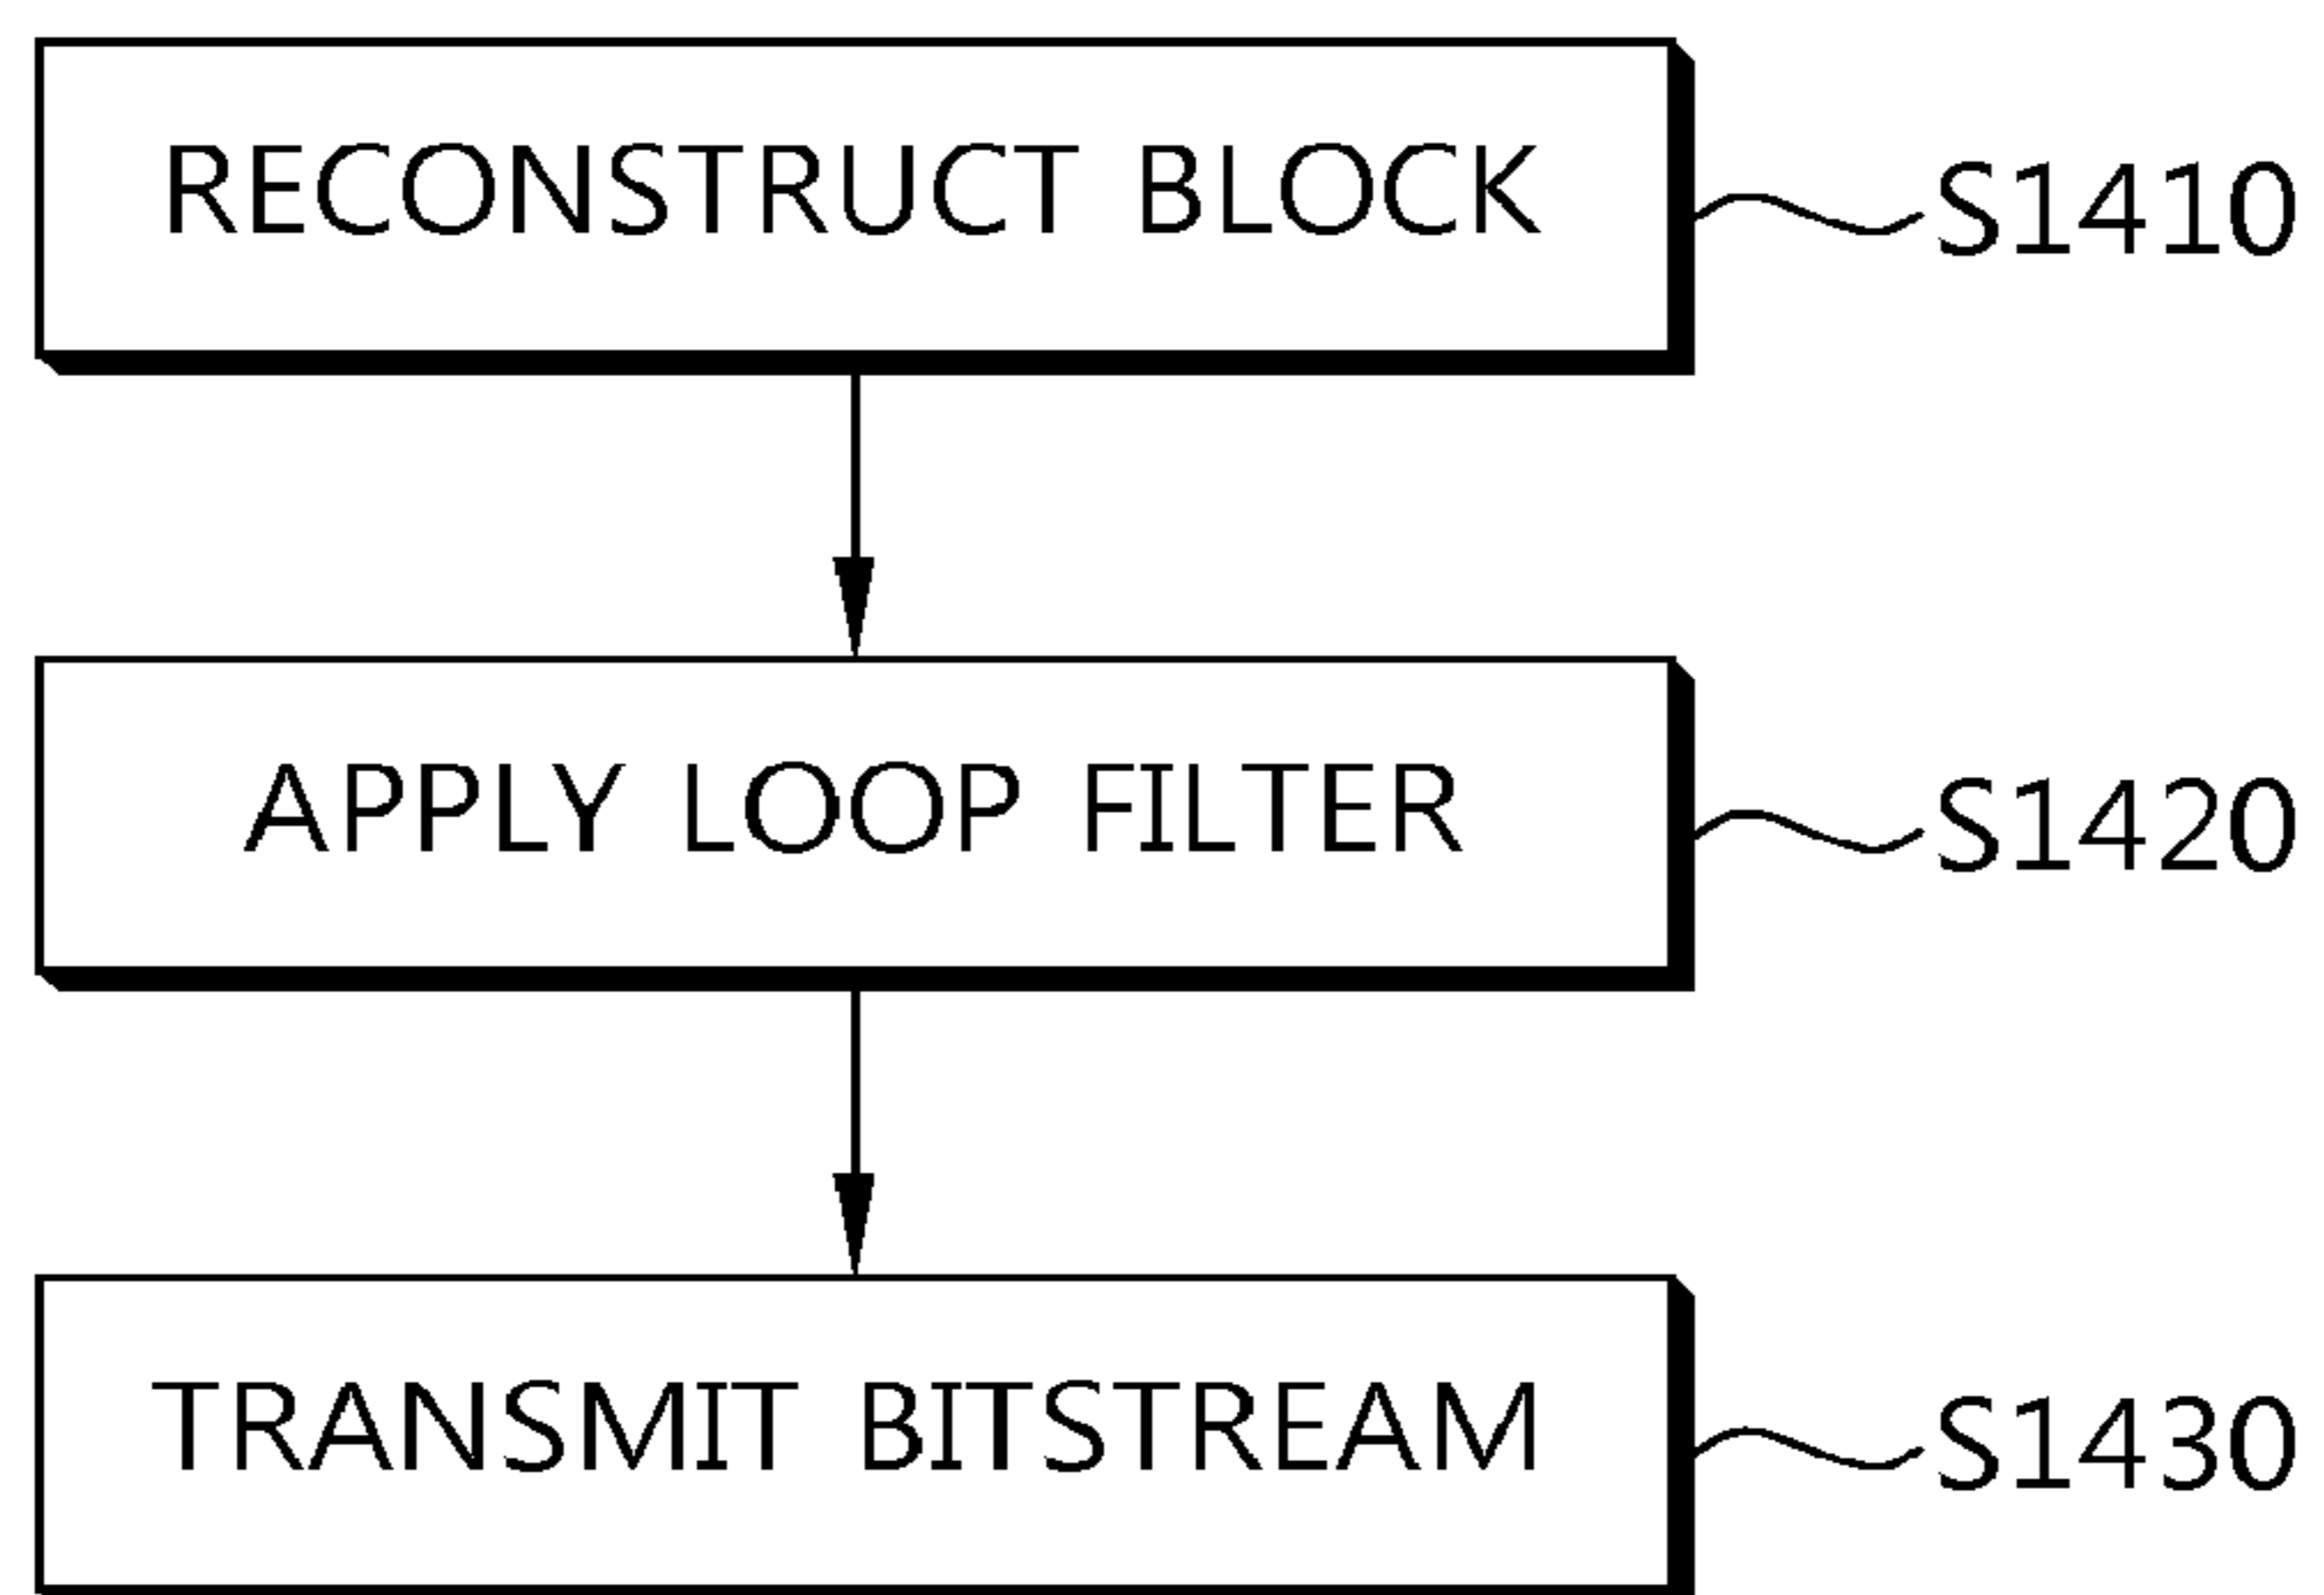 RECONSTRUCT BLOCK
S1410
APPLY LOOP FILTER
S1420
TRANSMIT BITSTREAM
S1430